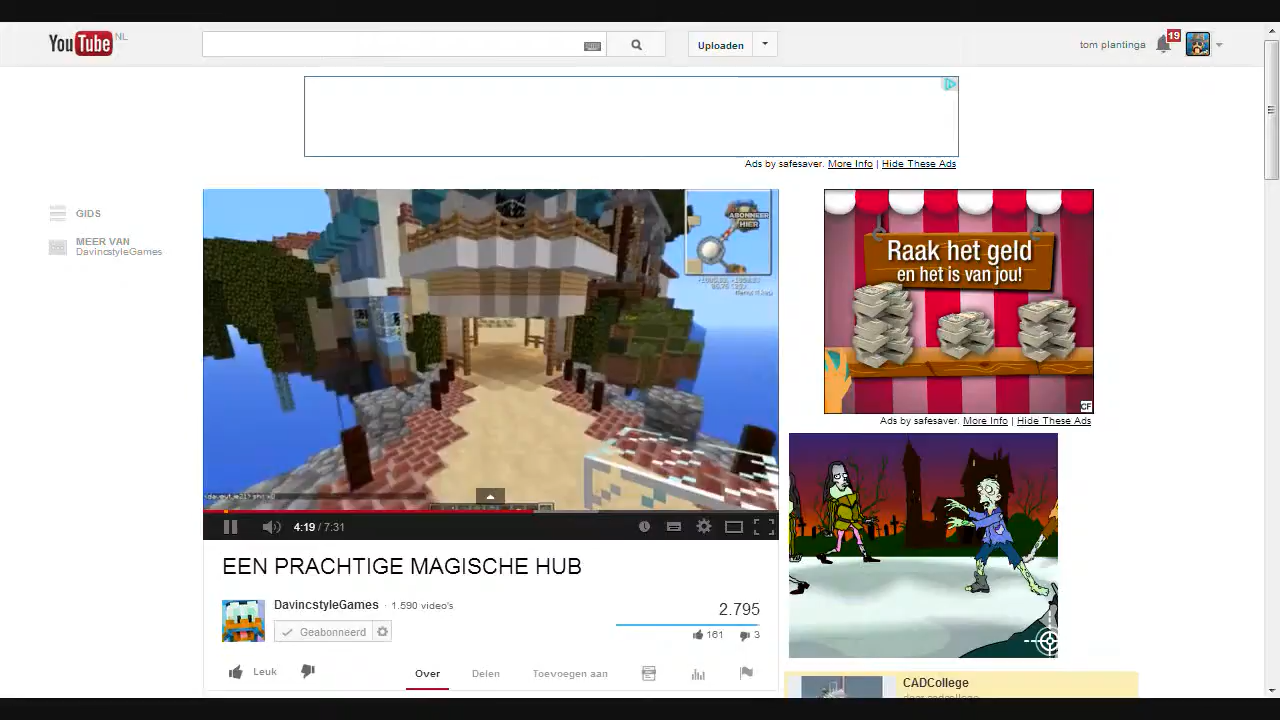 YouTube NL
Uploaden
tom plantinga
19
Ads by safesaver. More Info | Hide These Ads
GIDS
MEER VAN
DavincstyleGames
ABONNEER
HIER
Raak het geld
en het is van jou!
CF
Ads by safesaver. More Info | Hide These Ads
4:19 / 7:31
EEN PRACHTIGE MAGISCHE HUB
DavincstyleGames · 1.590 video's
Geabonneerd
2.795
161 3
Leuk
Over Delen Toevoegen aan
CADCollege